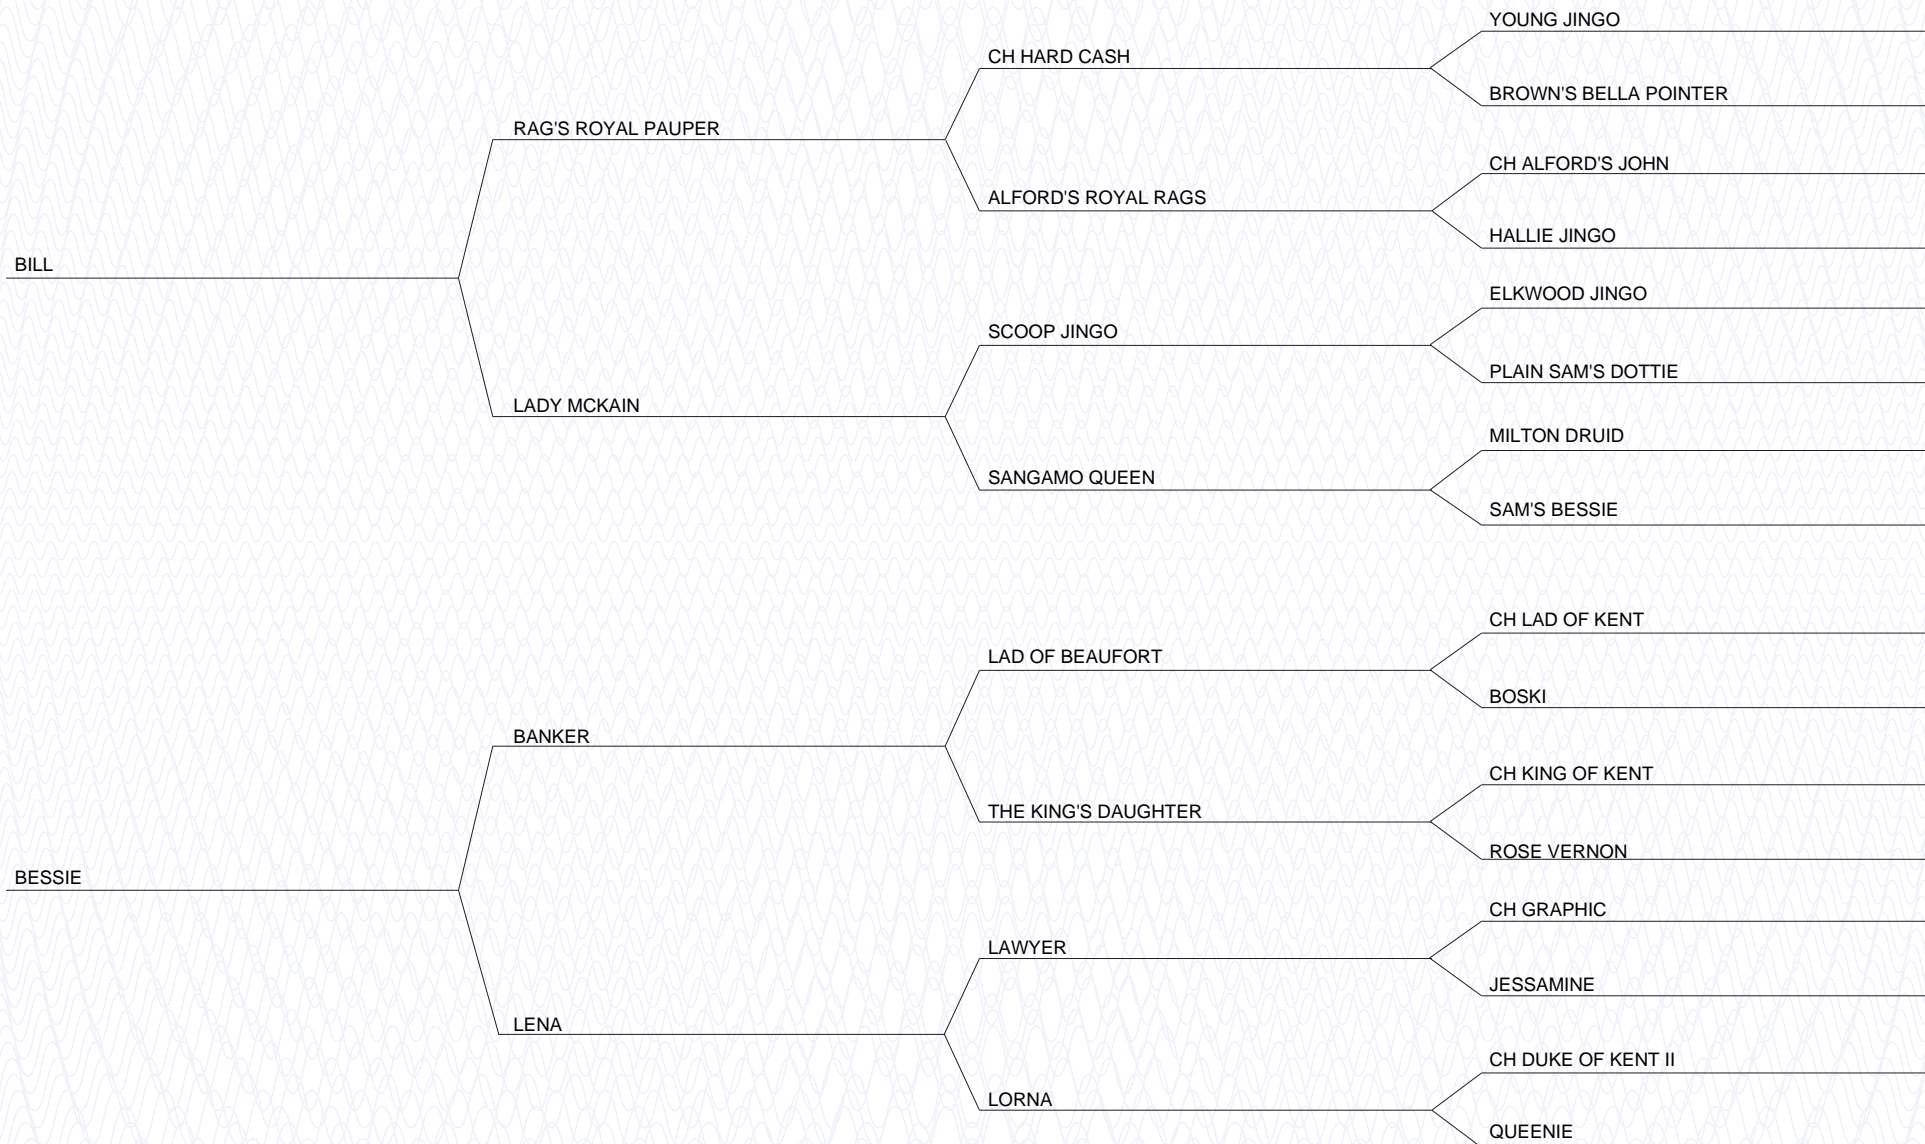 YOUNG JINGO
CH HARD CASH
BROWN'S BELLA POINTER
RAG'S ROYAL PAUPER
CH ALFORD'S JOHN
ALFORD'S ROYAL RAGS
HALLIE JINGO
BILL
ELKWOOD JINGO
SCOOP JINGO
PLAIN SAM'S DOTTIE
LADY MCKAIN
MILTON DRUID
SANGAMO QUEEN
SAM'S BESSIE
CH LAD OF KENT
LAD OF BEAUFORT
BOSKI
BANKER
CH KING OF KENT
THE KING'S DAUGHTER
ROSE VERNON
BESSIE
CH GRAPHIC
LAWYER
JESSAMINE
LENA
CH DUKE OF KENT II
LORNA
QUEENIE